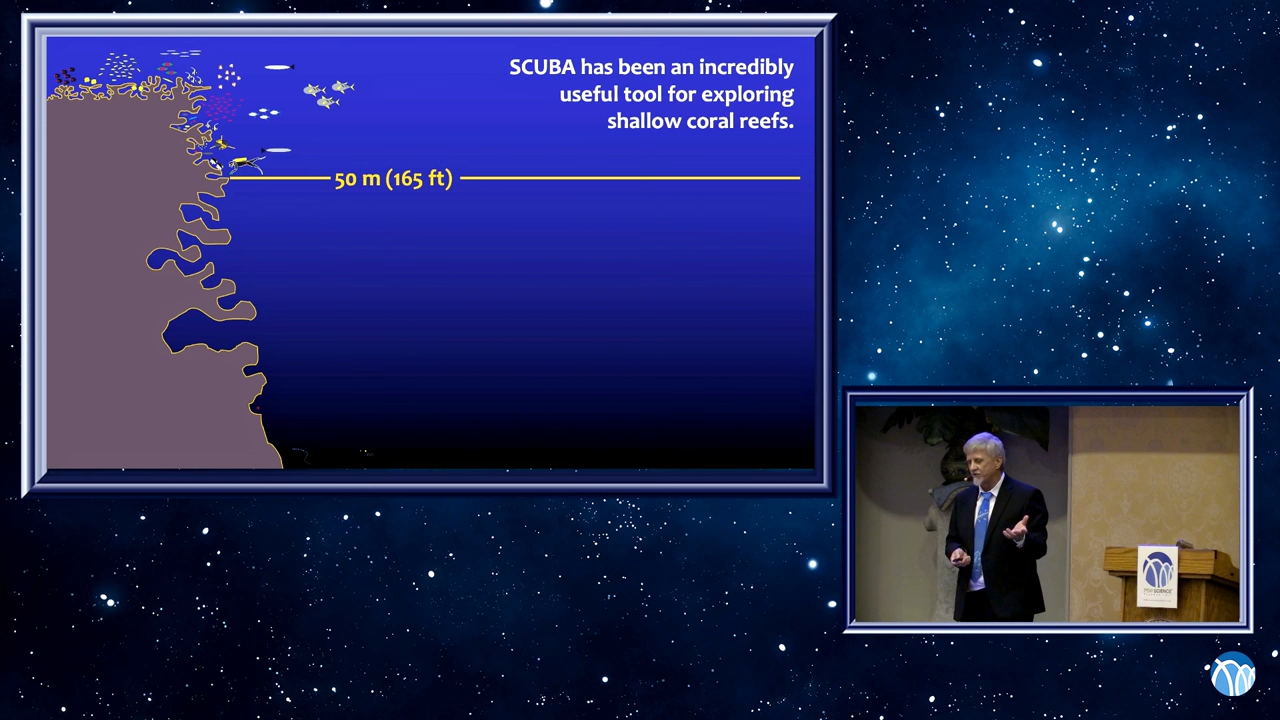 SCUBA has been an incredibly
useful tool for exploring
shallow coral reefs.
50 m (165 ft)